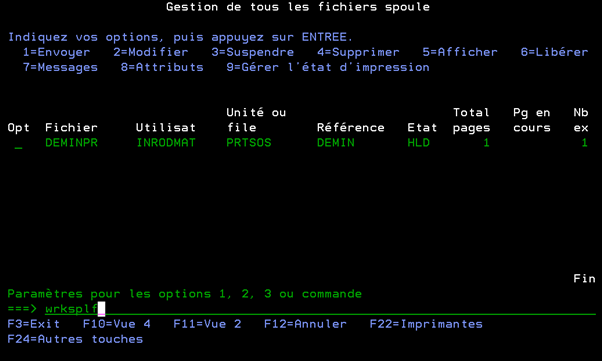 Gestion de tous les fichiers spoule
Indiquez vos options, puis appuyez sur ENTREE.
1=Envoyer 2=Modifier 3=Suspendre 4=Supprimer 5=Afficher 6=Libérer
7=Messages 8=Attributs 9=Gérer l'état d'impression
Unité ou Total Pg en Nb
Opt Fichier Utilisat file Référence Etat pages cours ex
_ DEMINPR INRODMAT PRTSOS DEMIN HLD 1 1
Fin
Paramètres pour les options 1, 2, 3 ou commande
===> wrksplf
F3=Exit F10=Vue 4 F11=Vue 2 F12=Annuler F22=Imprimantes
F24=Autres touches